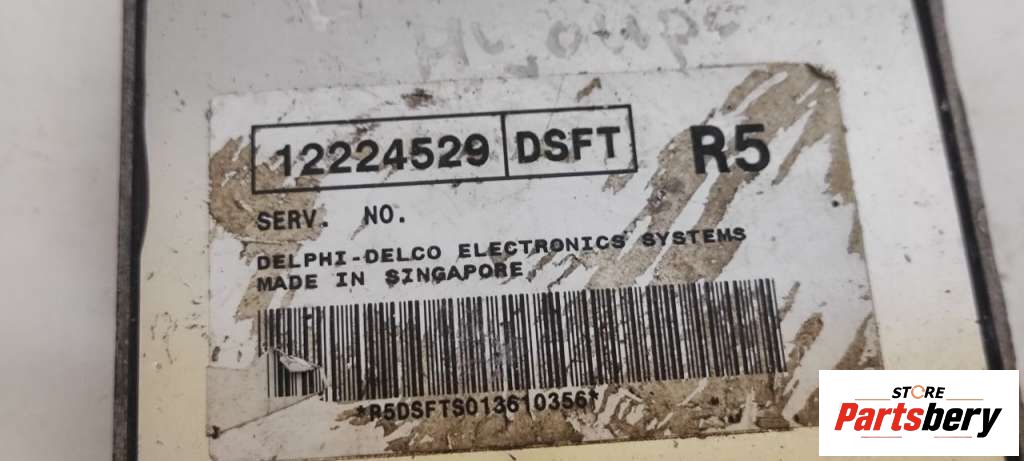 12224529 DSFT R5
SERV. NO.
DELPHI-DELCO ELECTRONICS SYSTEMS
MADE IN SINGAPORE
*R5DSFTS013610356*
STORE
Partsbery